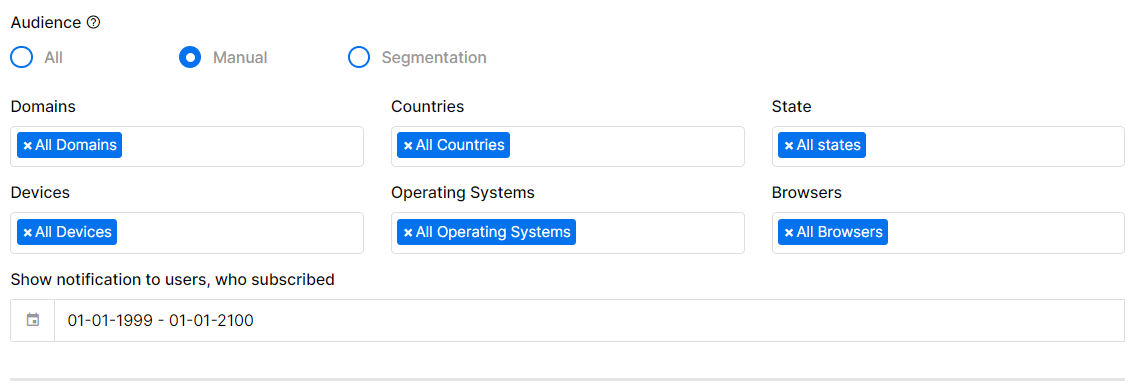 Audience
All Manual Segmentation
Domains Countries State
×All Domains ×All Countries ×All states
Devices Operating Systems Browsers
×All Devices ×All Operating Systems ×All Browsers
Show notification to users, who subscribed
01-01-1999 - 01-01-2100